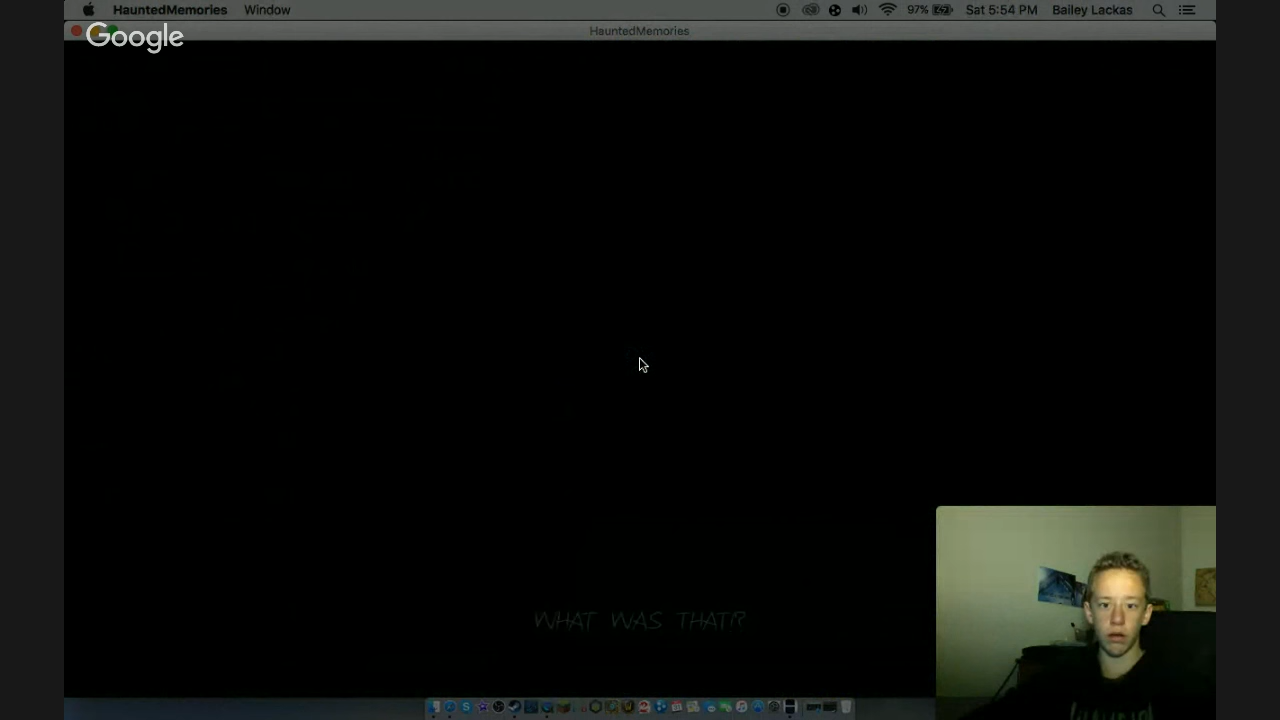 HauntedMemories Window 97% Sat 5:54 PM Bailey Lackas
Google
HauntedMemories
WHAT WAS THAT!?